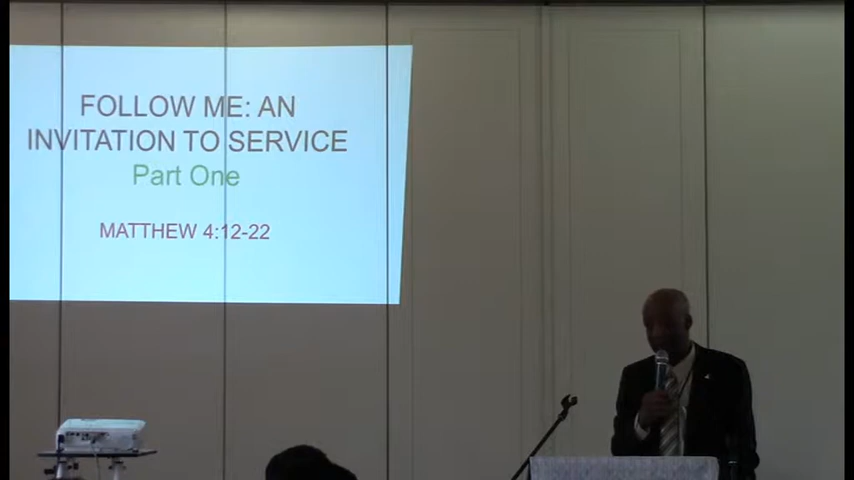 FOLLOW ME: AN
INVITATION TO SERVICE
Part One
MATTHEW 4:12-22